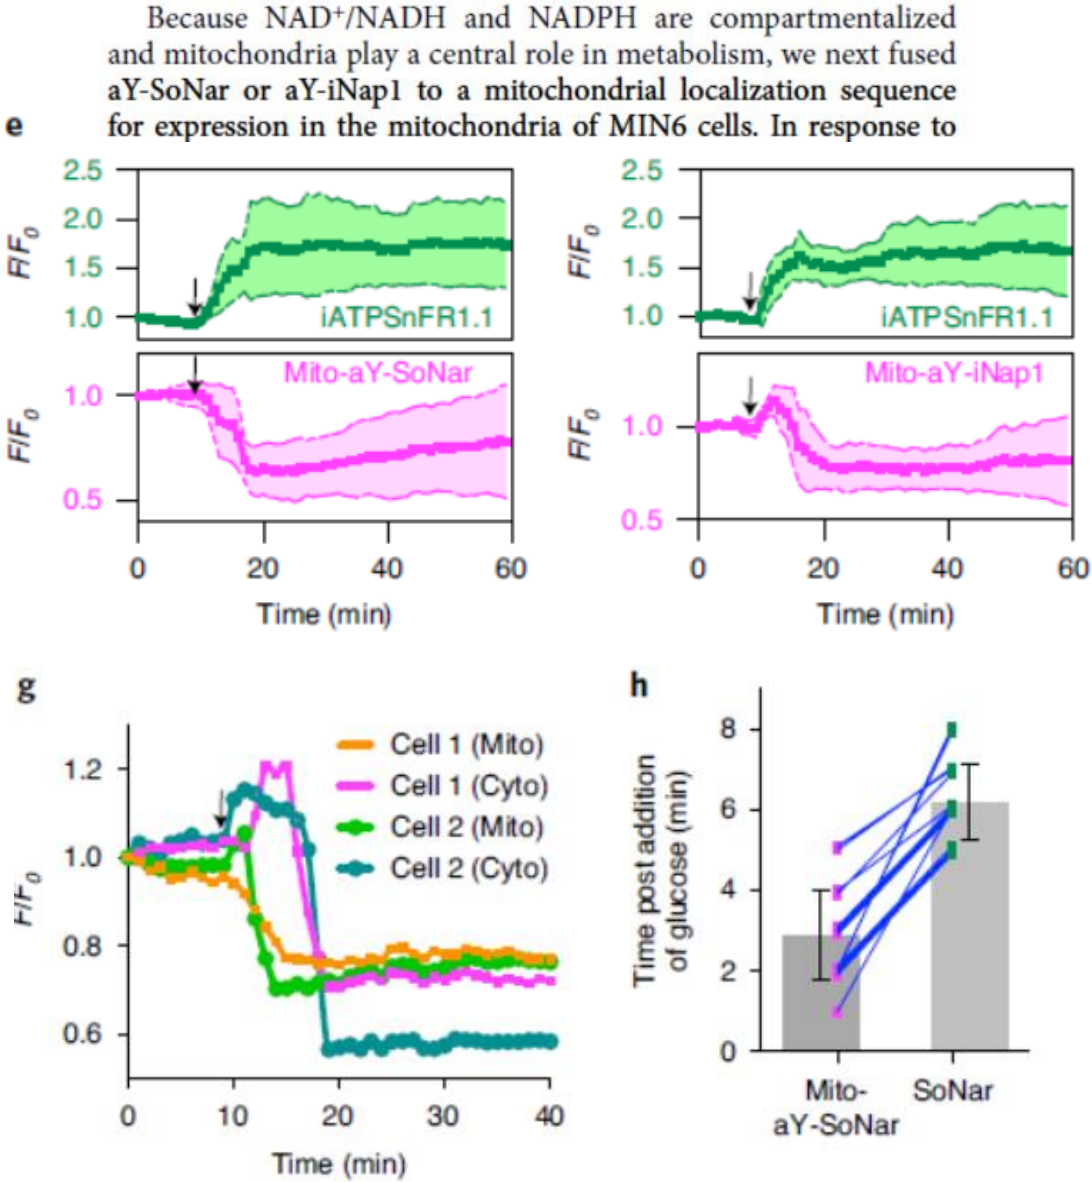 Because NAD⁺/NADH and NADPH are compartmentalized
and mitochondria play a central role in metabolism, we next fused
aY-SoNar or aY-iNap1 to a mitochondrial localization sequence
for expression in the mitochondria of MIN6 cells. In response to
e
2.5
2.0
1.5
1.0
F/F0
iATPSnFR1.1
1.0
0.5
F/F0
Mito-aY-SoNar
0 20 40 60
Time (min)
2.5
2.0
1.5
1.0
F/F0
iATPSnFR1.1
1.0
0.5
F/F0
Mito-aY-iNap1
0 20 40 60
Time (min)
g
1.2
1.0
0.8
0.6
F/F0
Cell 1 (Mito)
Cell 1 (Cyto)
Cell 2 (Mito)
Cell 2 (Cyto)
0 10 20 30 40
Time (min)
h
8
6
4
2
0
Time post addition
of glucose (min)
Mito-
aY-SoNar
SoNar